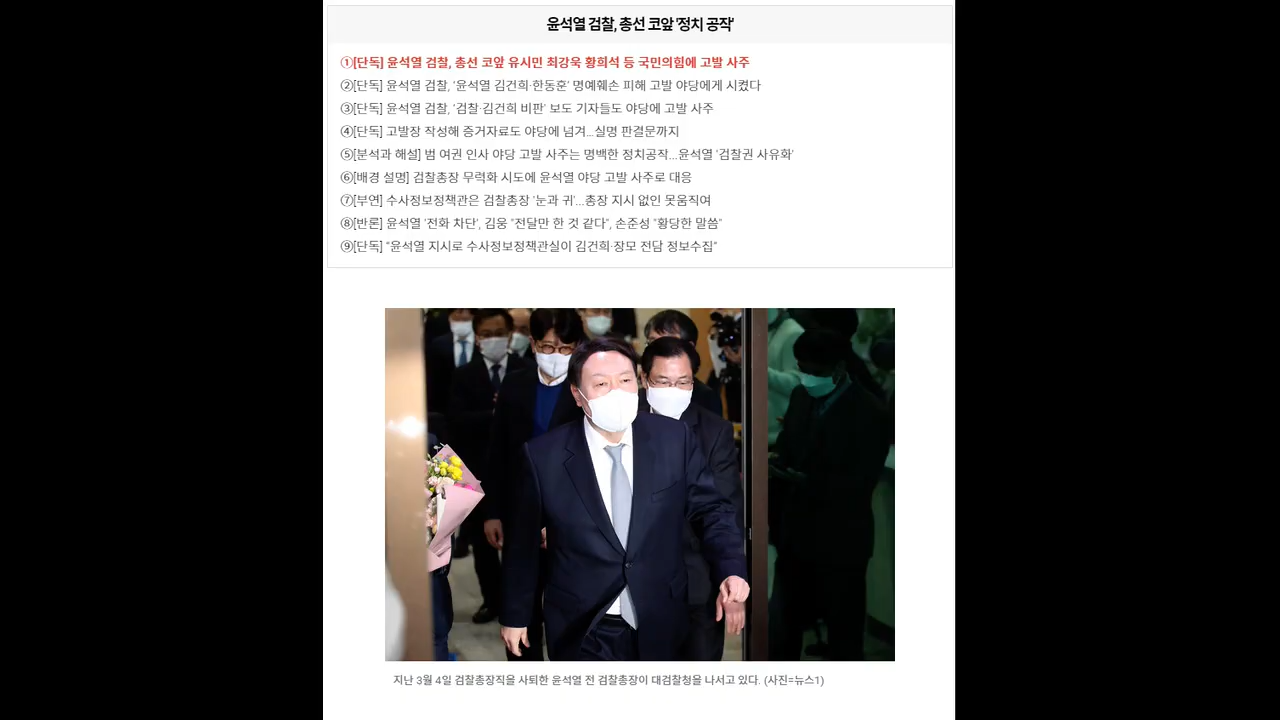 윤석열 검찰, 총선 코앞 '정치 공작'
①[단독] 윤석열 검찰, 총선 코앞 유시민 최강욱 황희석 등 국민의힘에 고발 사주
②[단독] 윤석열 검찰, '윤석열 김건희·한동훈' 명예훼손 피해 고발 야당에게 시켰다
③[단독] 윤석열 검찰, '검찰·김건희 비판' 보도 기자들도 야당에 고발 사주
④[단독] 고발장 작성해 증거자료도 야당에 넘겨...실명 판결문까지
⑤[분석과 해설] 범 여권 인사 야당 고발 사주는 명백한 정치공작...윤석열 '검찰권 사유화'
⑥[배경 설명] 검찰총장 무력화 시도에 윤석열 야당 고발 사주로 대응
⑦[부연] 수사정보정책관은 검찰총장 '눈과 귀'...총장 지시 없인 못움직여
⑧[반론] 윤석열 '전화 차단', 김웅 "전달만 한 것 같다", 손준성 "황당한 말씀"
⑨[단독] "윤석열 지시로 수사정보정책관실이 김건희·장모 전담 정보수집"
지난 3월 4일 검찰총장직을 사퇴한 윤석열 전 검찰총장이 대검찰청을 나서고 있다. (사진=뉴스1)